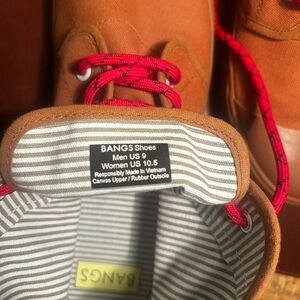 BANGS Shoes
Men US 9
Women US 10.5
Responsibly Made in Vietnam
Canvas Upper / Rubber Outsole
BANGS